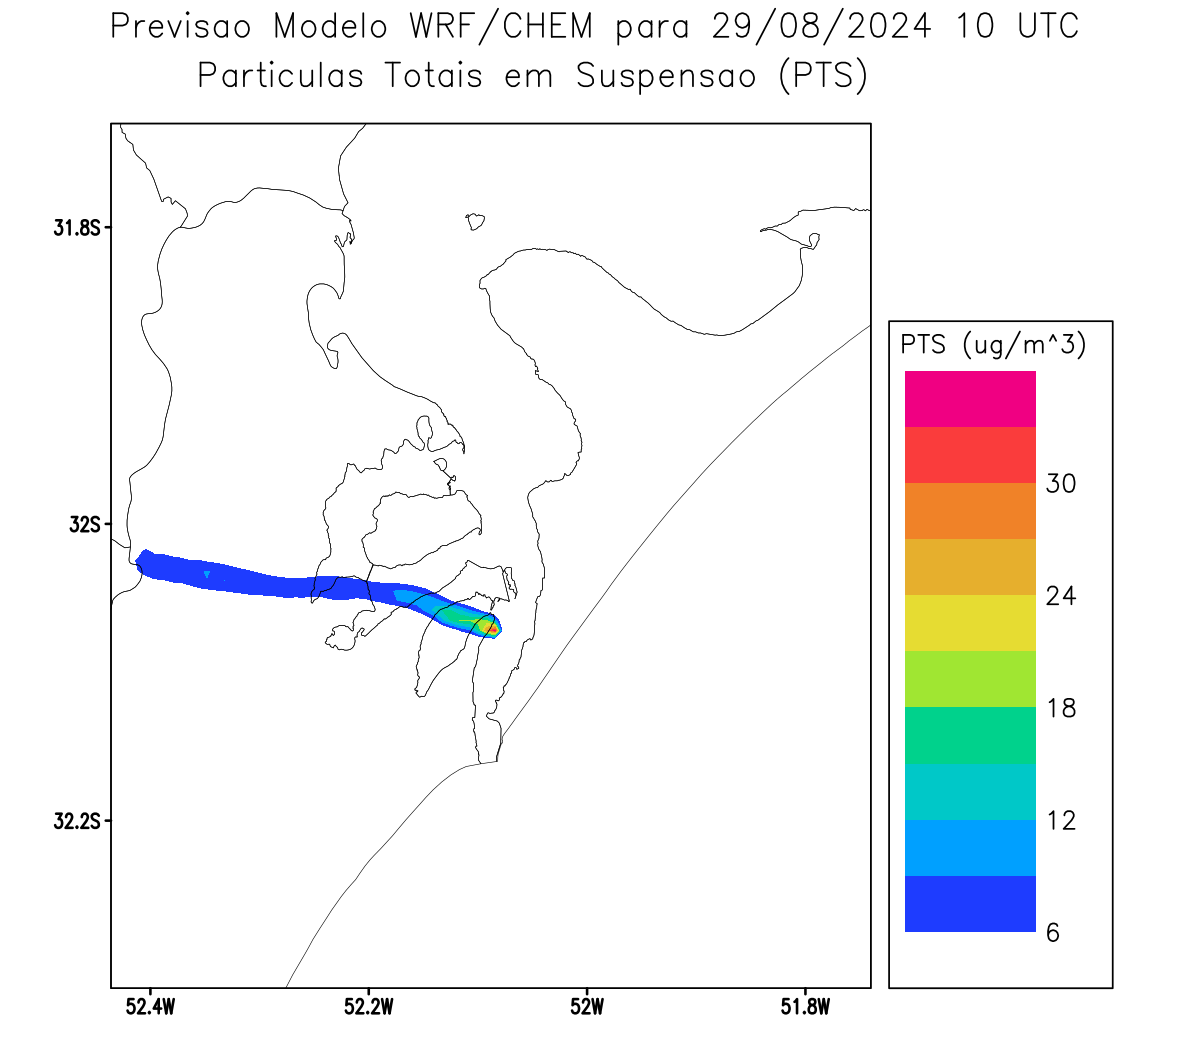 Previsao Modelo WRF/CHEM para 29/08/2024 10 UTC
Particulas Totais em Suspensao (PTS)
31.8S
32S
32.2S
52.4W
52.2W
52W
51.8W
PTS (ug/m^3)
30
24
18
12
6